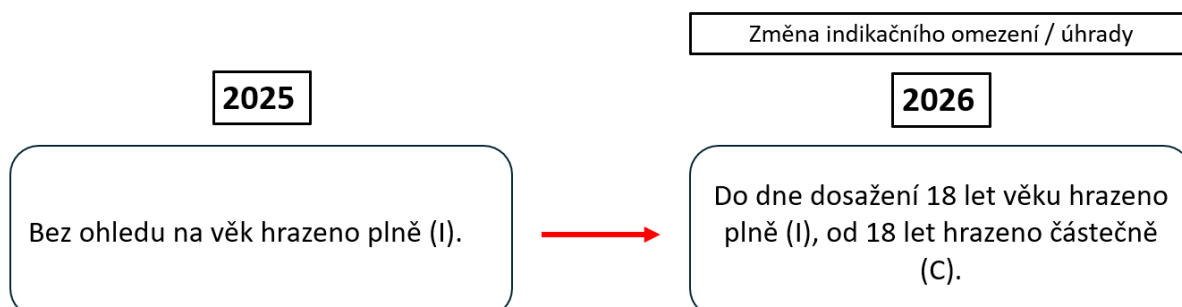 Změna indikačního omezení / úhrady
2025
2026
Bez ohledu na věk hrazeno plně (I).
Do dne dosažení 18 let věku hrazeno
plně (I), od 18 let hrazeno částečně
(C).